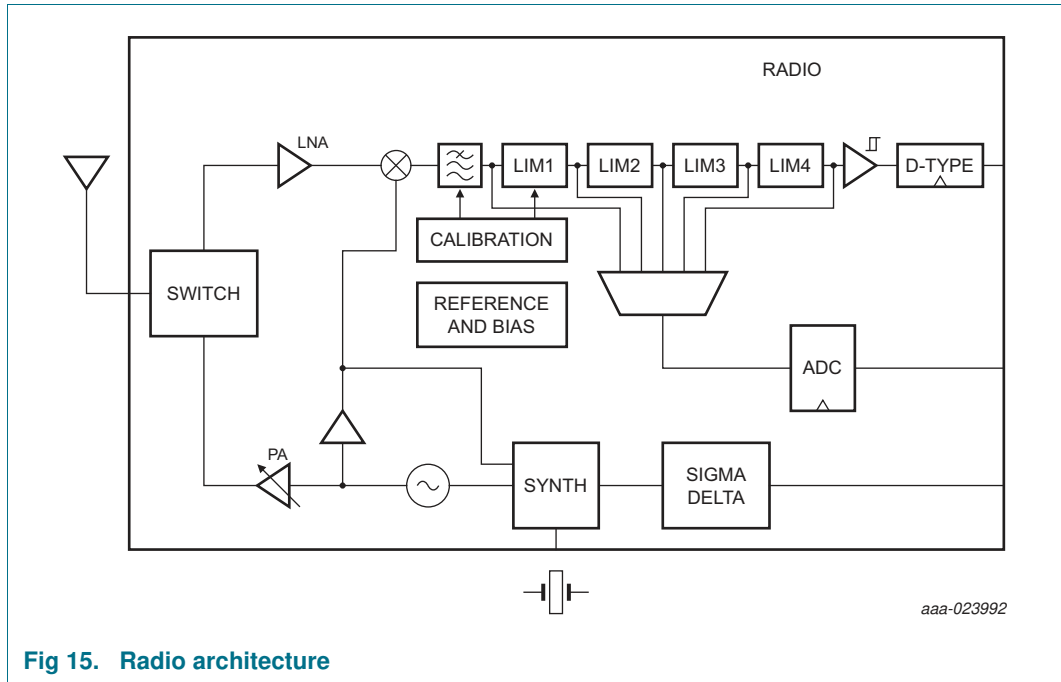 RADIO
LNA
LIM1
LIM2
LIM3
LIM4
D-TYPE
CALIBRATION
SWITCH
REFERENCE
AND BIAS
ADC
PA
SYNTH
SIGMA
DELTA
aaa-023992
Fig 15. Radio architecture